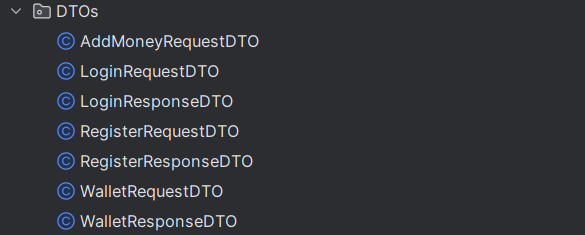 DTOs
AddMoneyRequestDTO
LoginRequestDTO
LoginResponseDTO
RegisterRequestDTO
RegisterResponseDTO
WalletRequestDTO
WalletResponseDTO